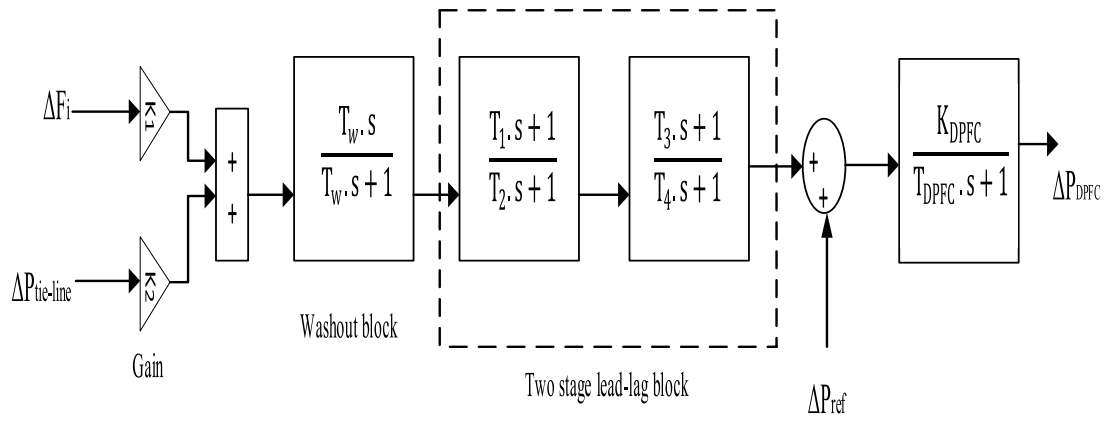 ΔFi
K1
+
+
ΔPtie-line
K2
Gain
Tw.s
Tw.s+1
Washout block
T1.s+1
T2.s+1
T3.s+1
T4.s+1
Two stage lead-lag block
+
+
ΔPref
KDPFC
TDPFC.s+1
ΔPDPFC